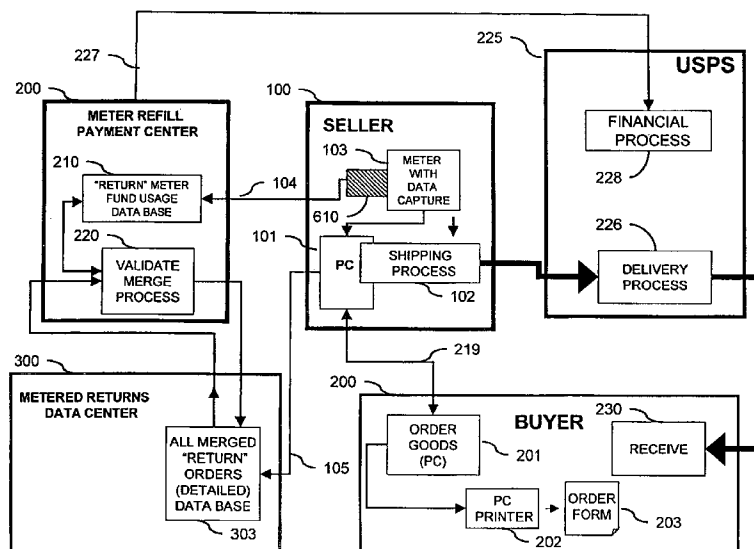 227
225
200
METER REFILL
PAYMENT CENTER
210
"RETURN" METER
FUND USAGE
DATA BASE
220
VALIDATE
MERGE
PROCESS
104
100
SELLER
103
METER
WITH DATA
CAPTURE
610
101
PC
SHIPPING
PROCESS
102
USPS
FINANCIAL
PROCESS
228
226
DELIVERY
PROCESS
219
300
METERED RETURNS
DATA CENTER
ALL MERGED
"RETURN"
ORDERS
(DETAILED)
DATA BASE
303
105
200
BUYER
ORDER
GOODS
(PC)
201
230
RECEIVE
PC
PRINTER
202
ORDER
FORM
203